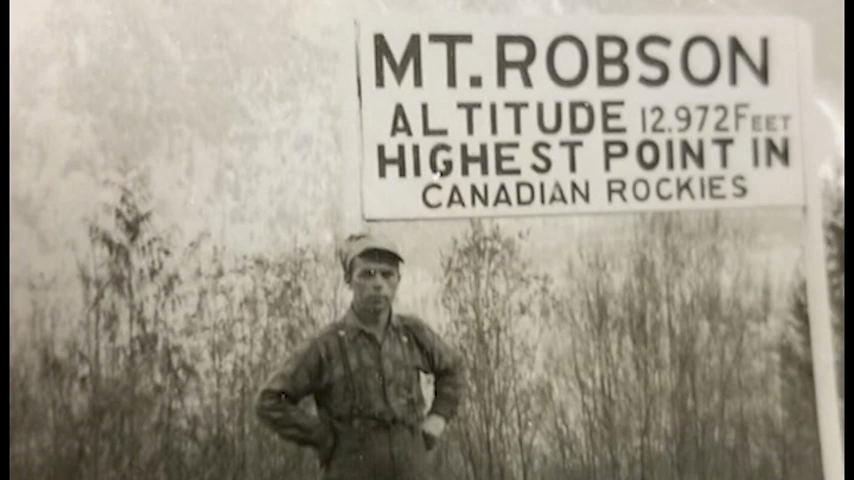 MT. ROBSON
ALTITUDE 12.972 FEET
HIGHEST POINT IN
CANADIAN ROCKIES